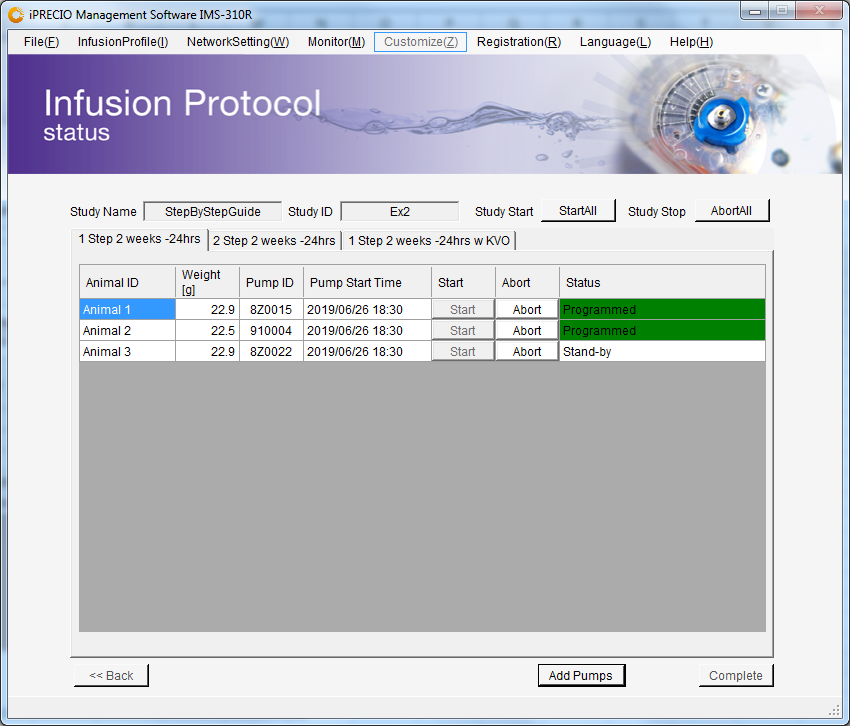 iPRECIO Management Software IMS-310R
File(F) InfusionProfile(I) NetworkSetting(W) Monitor(M) Customize(Z) Registration(R) Language(L) Help(H)
Infusion Protocol
status
Study Name StepByStepGuide Study ID Ex2 Study Start StartAll Study Stop AbortAll
1 Step 2 weeks -24hrs 2 Step 2 weeks -24hrs 1 Step 2 weeks -24hrs w KVO
Animal ID Weight [g] Pump ID Pump Start Time Start Abort Status
Animal 1 22.9 8Z0015 2019/06/26 18:30 Start Abort Programmed
Animal 2 22.5 910004 2019/06/26 18:30 Start Abort Programmed
Animal 3 22.9 8Z0022 2019/06/26 18:30 Start Abort Stand-by
<< Back Add Pumps Complete